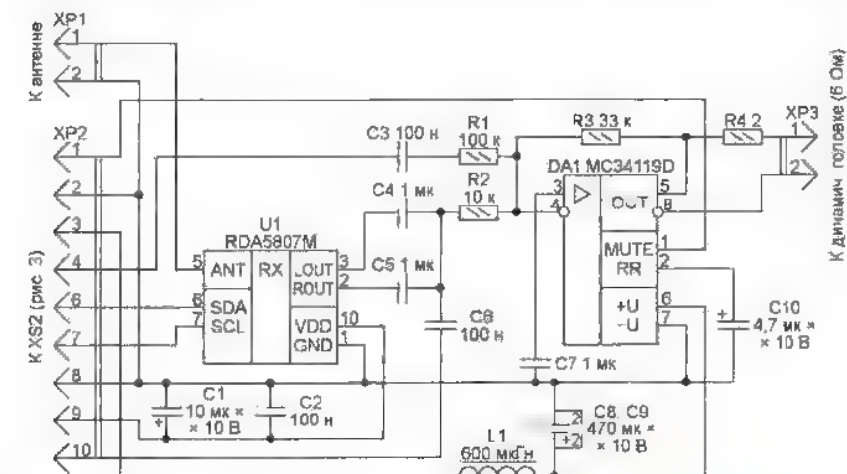 XP1
1
2
К антенне
XP2
1
2
3
4
6
7
8
9
10
К XS2 (рис. 3)
C3 100 н
R1
100 к
R3 33 к
R4 2
XP3
1
2
К динамич. головке (6 Ом)
C4 1 мк
R2
10 к
DA1 MC34119D
3
4
OUT
5
8
MUTE
1
RR
2
+U
6
-U
7
U1
RDA5807M
5
ANT
RX
LOUT
3
ROUT
2
C5 1 мк
6
SDA
7
SCL
VDD
10
GND
1
C6
100 н
C7 1 мк
C10
4,7 мк ×
× 10 В
C1
10 мк ×
× 10 В
C2
100 н
C8, C9
470 мк ×
× 10 В
2
2
L1
600 мкГн